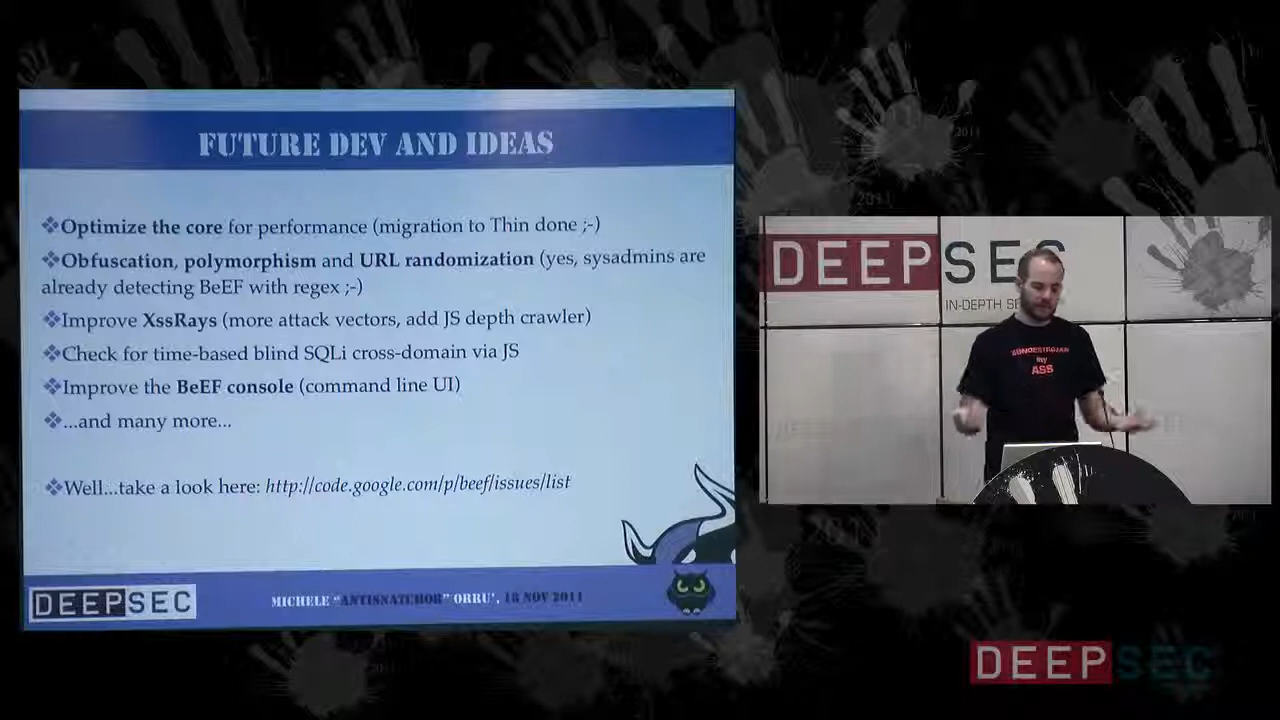 FUTURE DEV AND IDEAS
❖Optimize the core for performance (migration to Thin done ;-)
❖Obfuscation, polymorphism and URL randomization (yes, sysadmins are
already detecting BeEF with regex ;-)
❖Improve XssRays (more attack vectors, add JS depth crawler)
❖Check for time-based blind SQLi cross-domain via JS
❖Improve the BeEF console (command line UI)
❖...and many more...
❖Well...take a look here: http://code.google.com/p/beef/issues/list
DEEPSEC
MICHELE "ANTISNATCHOR" ORRU', 18 NOV 2011
DEEPSEC
IN-DEPTH
MY
ASS
DEEPSEC
2011
2011